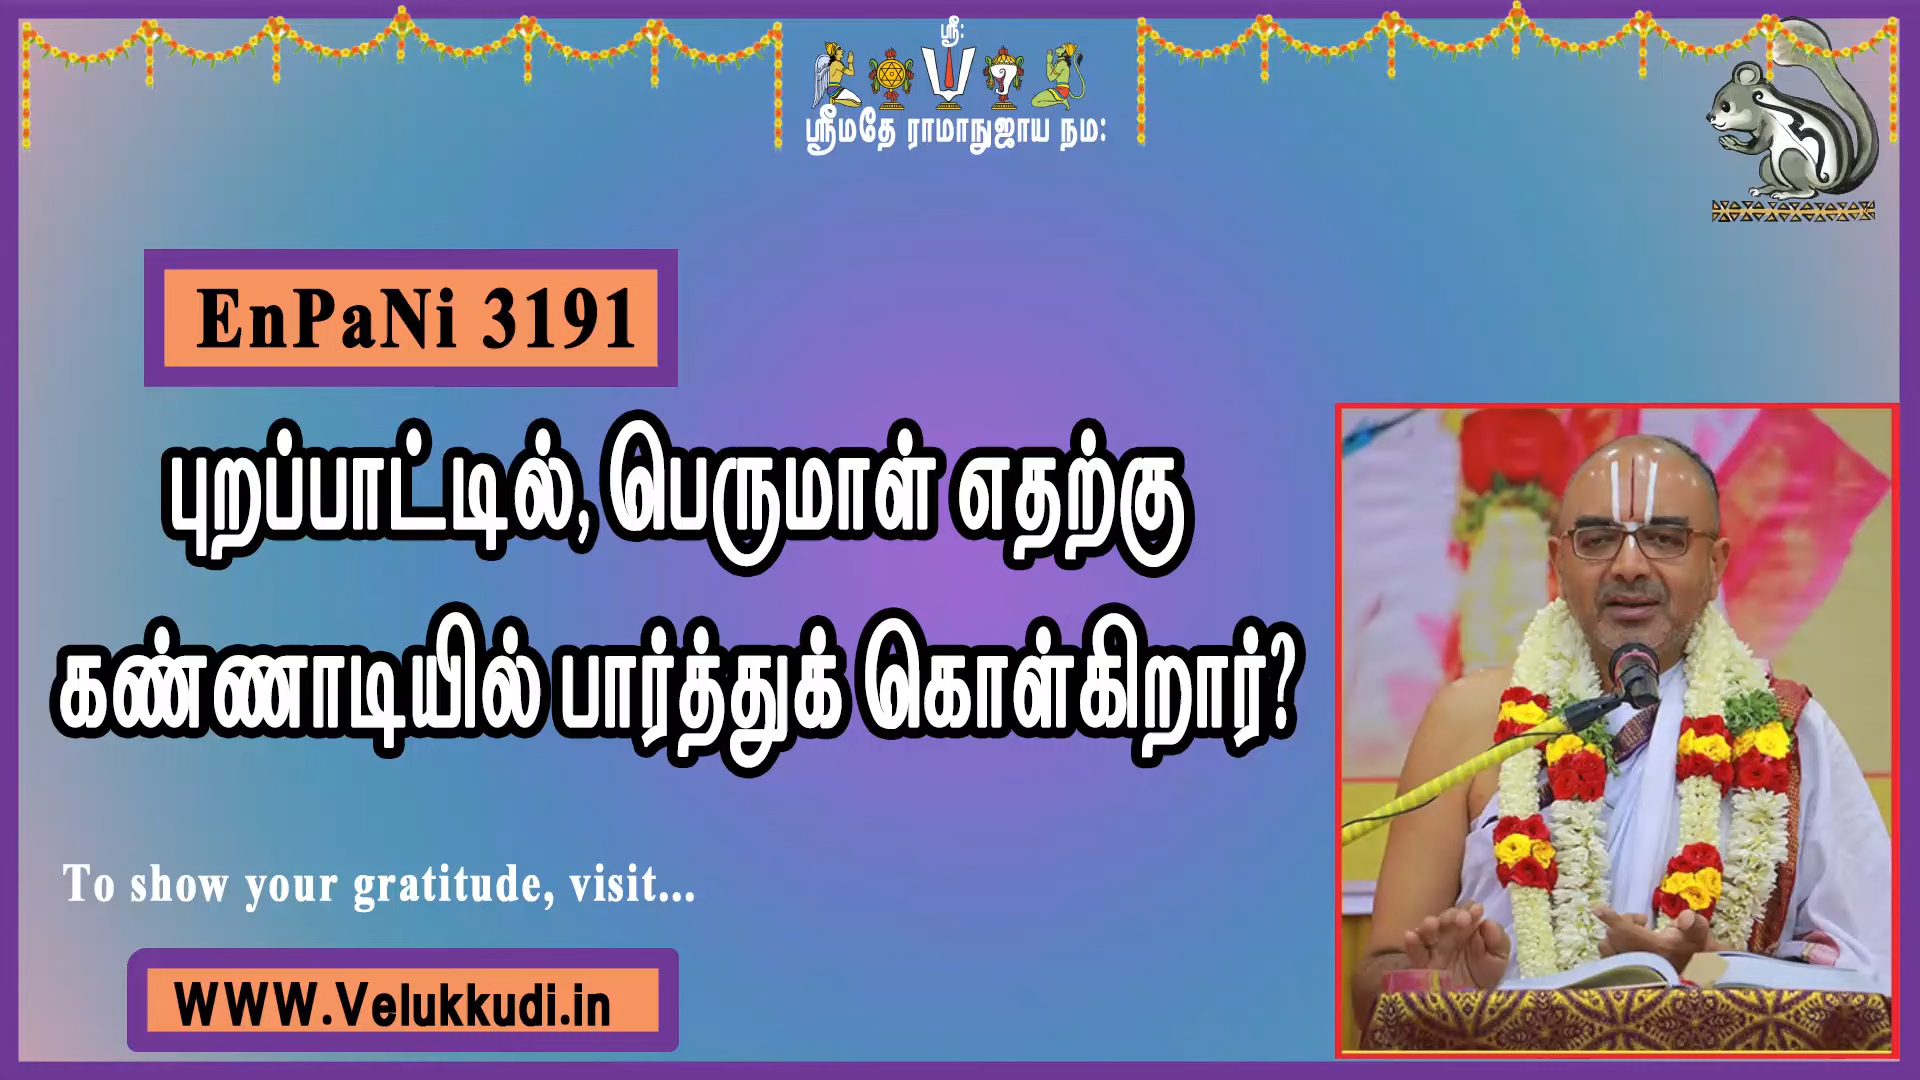 ஸ்ரீ:
ஸ்ரீமதே ராமாநுஜாய நம:
EnPaNi 3191
புறப்பாட்டில், பெருமாள் எதற்கு
கண்ணாடியில் பார்த்துக் கொள்கிறார்?
To show your gratitude, visit...
WWW.Velukkudi.in